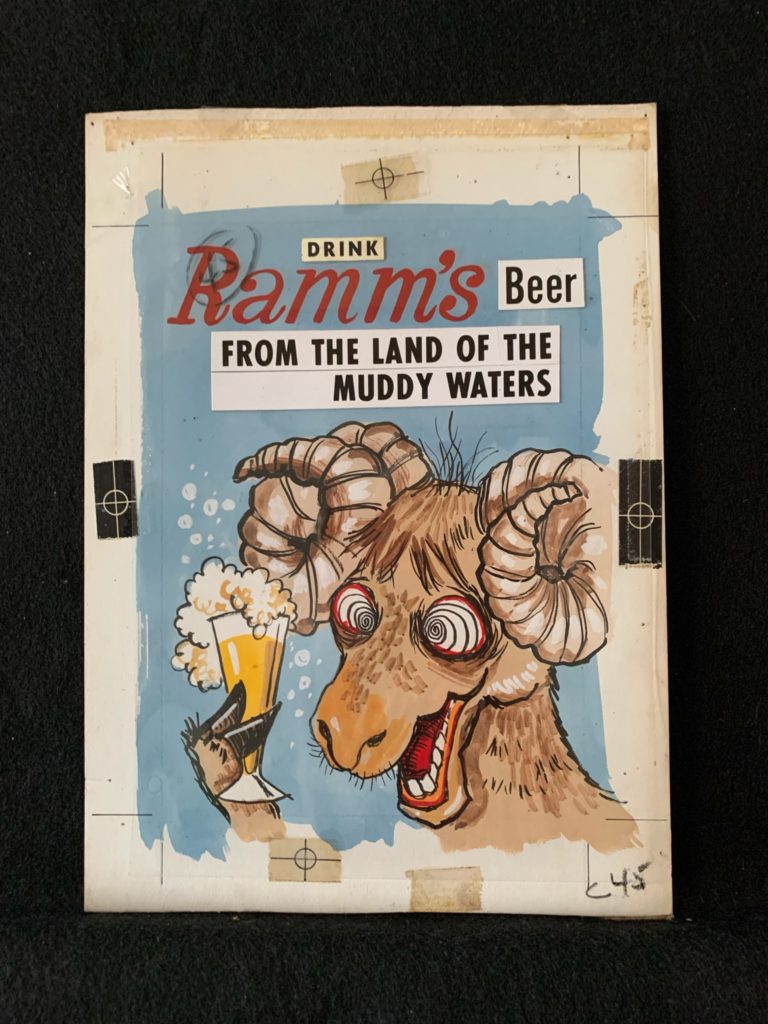 DRINK
Ramm's Beer
FROM THE LAND OF THE
MUDDY WATERS
C45